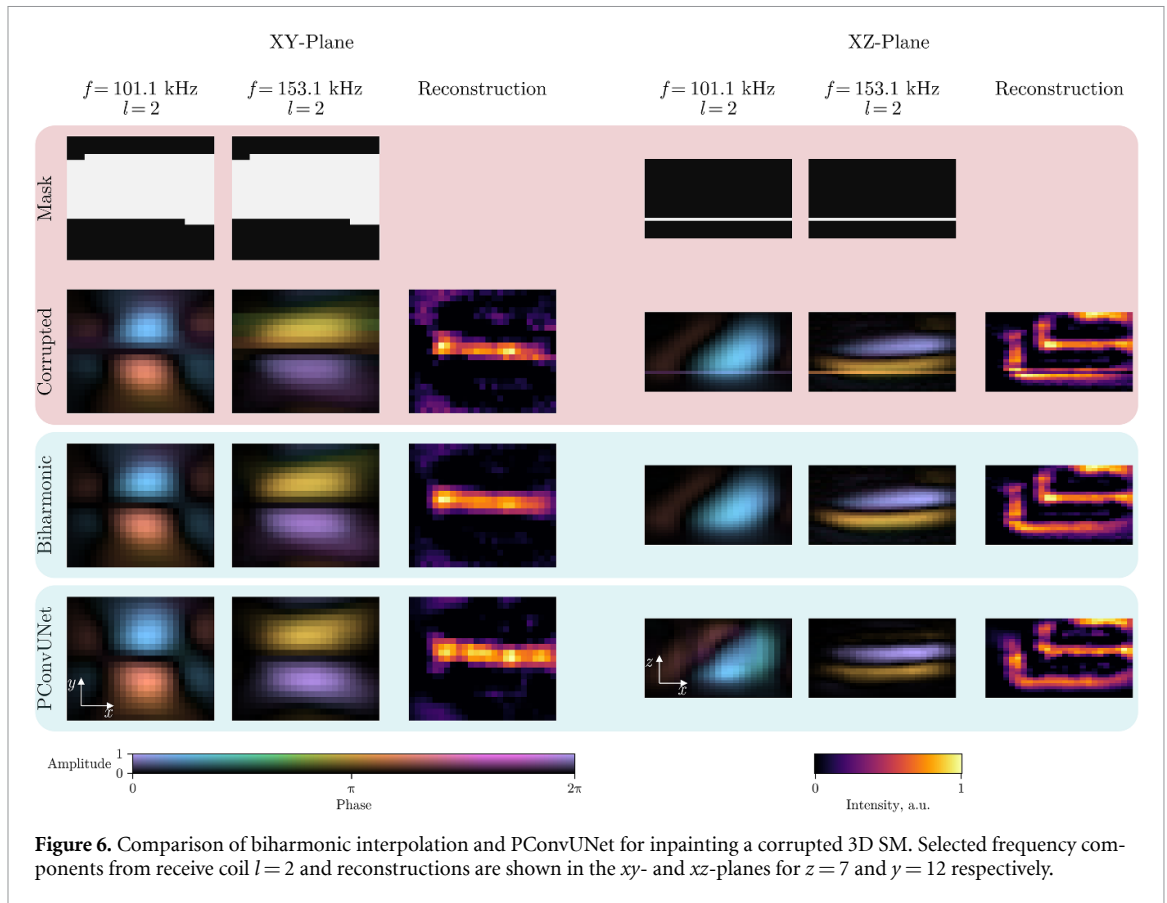 XY-Plane XZ-Plane
f = 101.1 kHz f = 153.1 kHz Reconstruction f = 101.1 kHz f = 153.1 kHz Reconstruction
l = 2 l = 2 l = 2 l = 2
Mask
Corrupted
Biharmonic
PConvUNet
y
x
z
x
Amplitude 1
0
0 π 2π
Phase
0 1
Intensity, a.u.
Figure 6. Comparison of biharmonic interpolation and PConvUNet for inpainting a corrupted 3D SM. Selected frequency com-
ponents from receive coil l = 2 and reconstructions are shown in the xy- and xz-planes for z = 7 and y = 12 respectively.